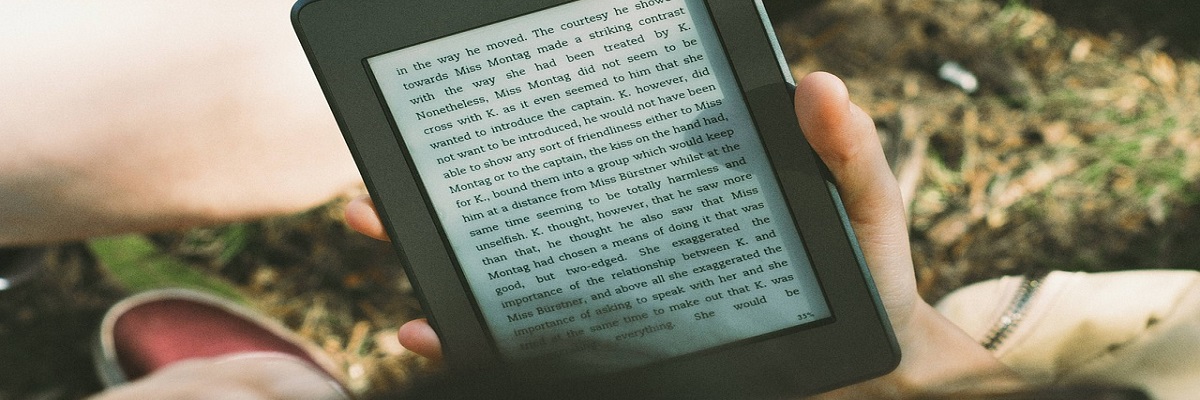 in the way he moved. The courtesy he showed
towards Miss Montag made a striking contrast
with the way she had been treated by K.
Nonetheless, Miss Montag did not seem to be
cross with K. as it even seemed to him that she
wanted to introduce the captain. K. however, did
not want to be introduced, he would not have been
able to show any sort of friendliness either to Miss
Montag or to the captain, the kiss on the hand had,
for K., bound them into a group which would keep
him at a distance from Miss Bürstner whilst at the
same time seeming to be totally harmless and
unselfish. K. thought, however, that he saw more
than that, he thought he also saw that Miss
Montag had chosen a means of doing it that was
good, but two-edged. She exaggerated the
importance of the relationship between K. and
Miss Bürstner, and above all she exaggerated the
importance of asking to speak with her and she
tried at the same time to make out that K. was
everything. She would be
35%